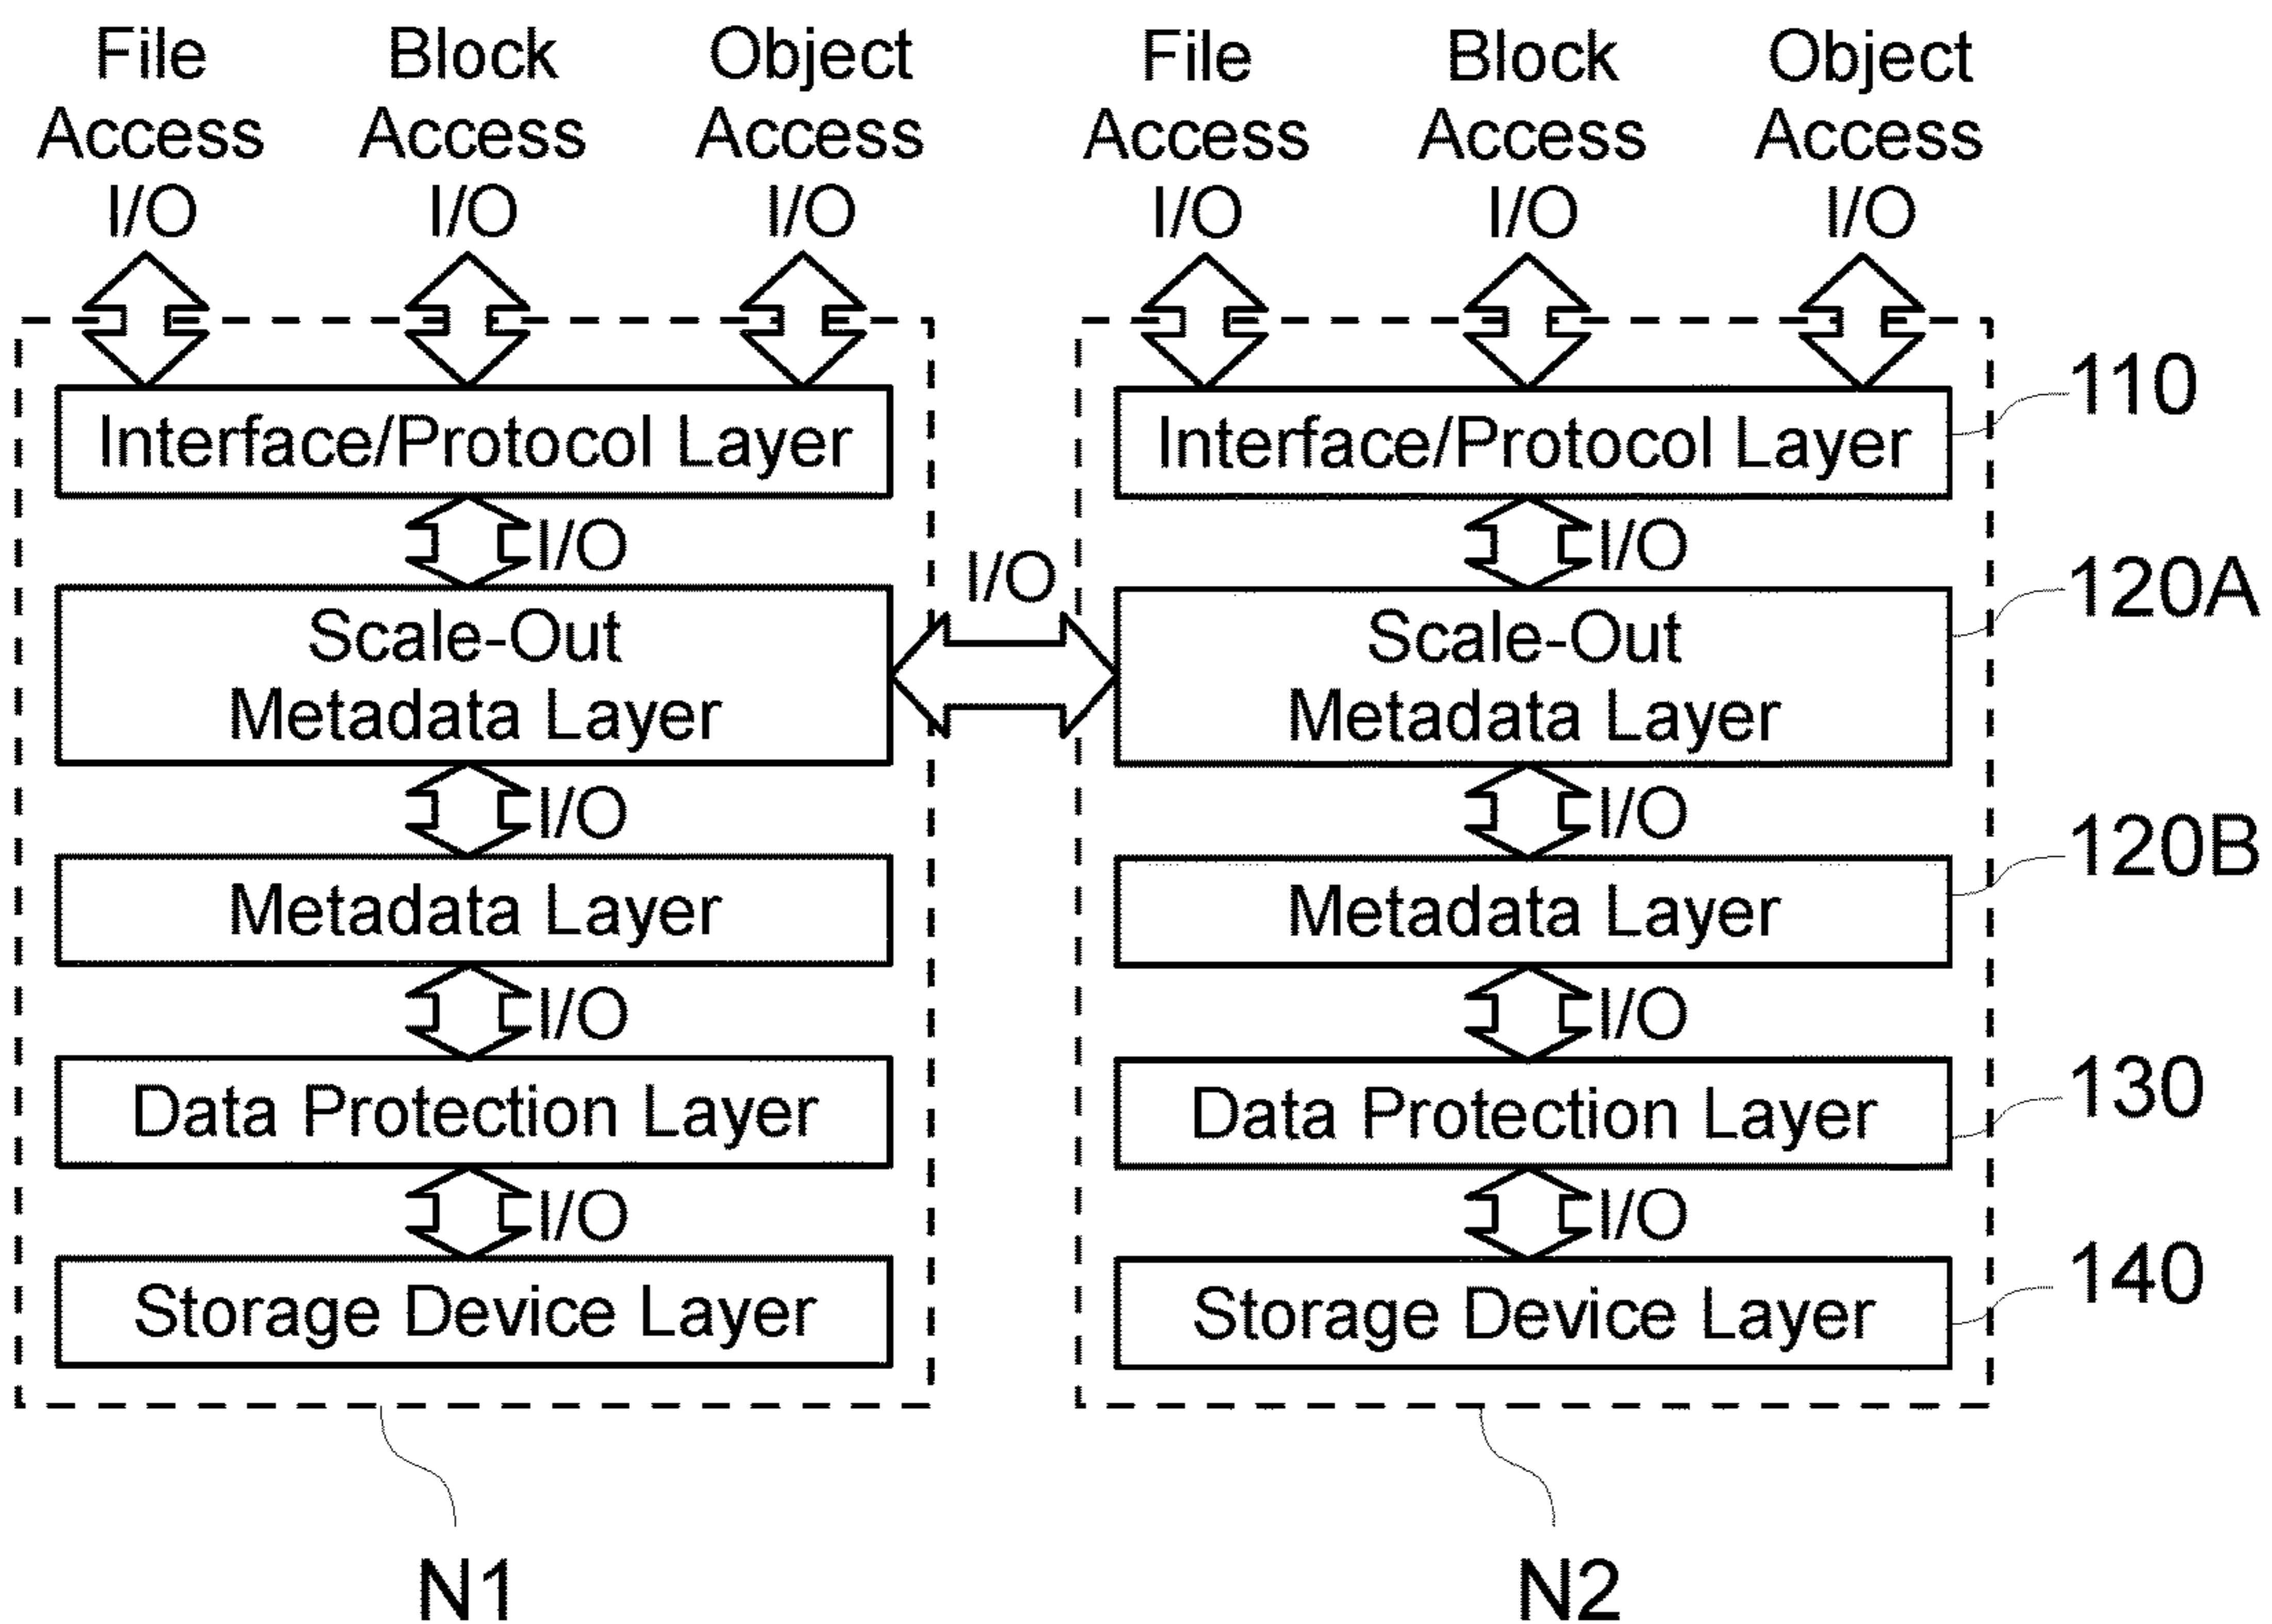 File Block Object File Block Object
Access Access Access Access Access Access
I/O I/O I/O I/O I/O I/O
Interface/Protocol Layer Interface/Protocol Layer 110
I/O I/O
I/O
Scale-Out Scale-Out 120A
Metadata Layer Metadata Layer
I/O I/O
Metadata Layer Metadata Layer 120B
I/O I/O
Data Protection Layer Data Protection Layer 130
I/O I/O
Storage Device Layer Storage Device Layer 140
N1 N2